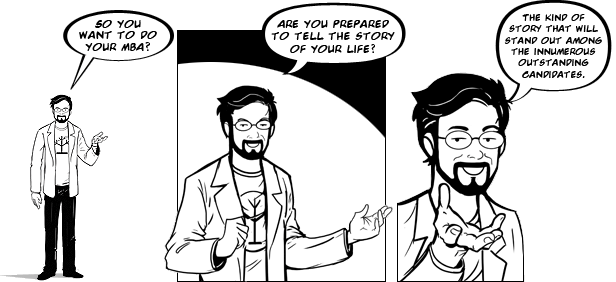 SO YOU
WANT TO DO
YOUR MBA?
ARE YOU PREPARED
TO TELL THE STORY
OF YOUR LIFE?
THE KIND OF
STORY THAT WILL
STAND OUT AMONG
THE INNUMEROUS
OUTSTANDING
CANDIDATES.